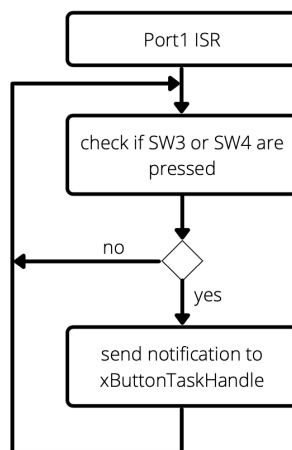 Port1 ISR
check if SW3 or SW4 are
pressed
no
yes
send notification to
xButtonTaskHandle